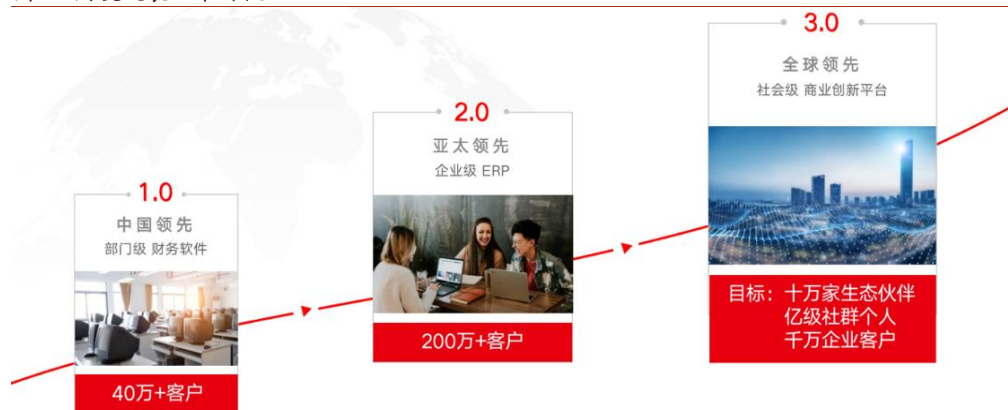 1.0
中国领先
部门级 财务软件
40万+客户
2.0
亚太领先
企业级 ERP
200万+客户
3.0
全球领先
社会级 商业创新平台
目标：十万家生态伙伴
亿级社群个人
千万企业客户